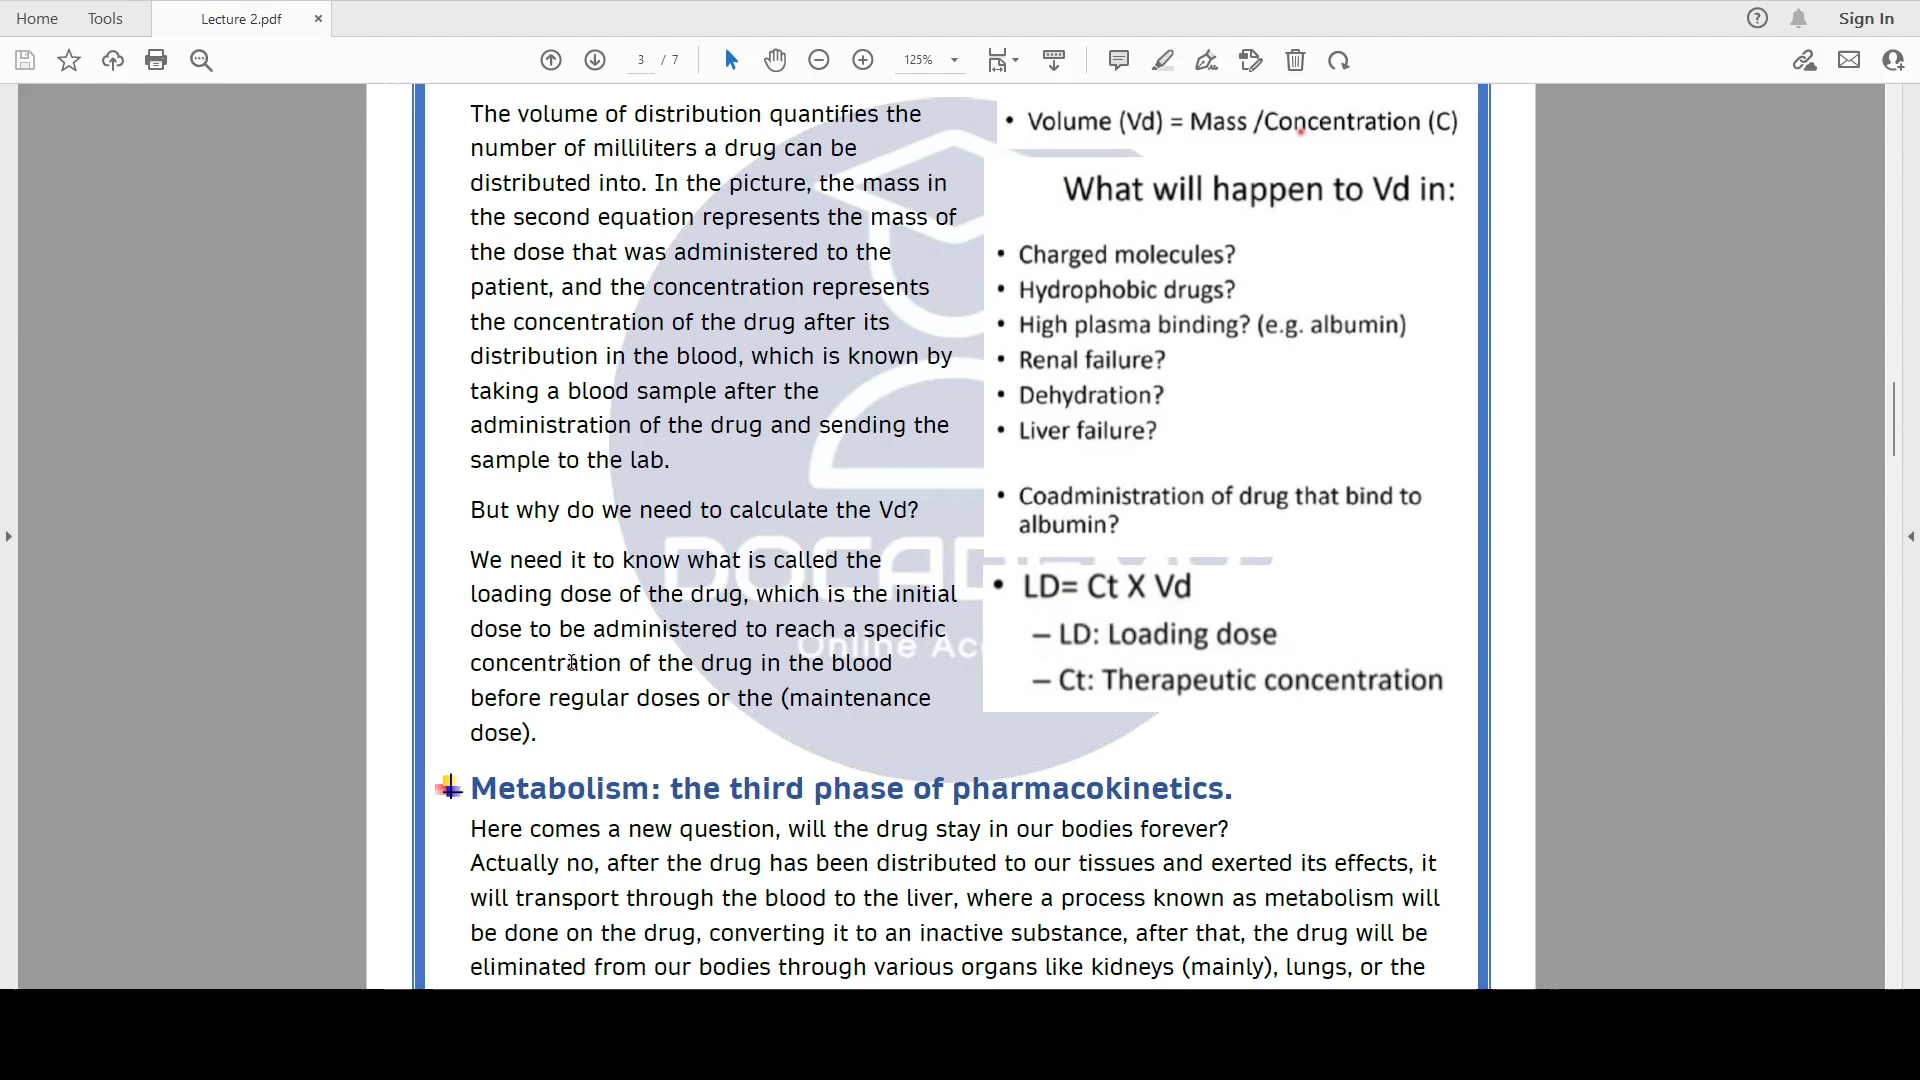 Home Tools Lecture 2.pdf × Sign In
3 / 7 125%
The volume of distribution quantifies the
number of milliliters a drug can be
distributed into. In the picture, the mass in
the second equation represents the mass of
the dose that was administered to the
patient, and the concentration represents
the concentration of the drug after its
distribution in the blood, which is known by
taking a blood sample after the
administration of the drug and sending the
sample to the lab.
But why do we need to calculate the Vd?
We need it to know what is called the
loading dose of the drug, which is the initial
dose to be administered to reach a specific
concentration of the drug in the blood
before regular doses or the (maintenance
dose).
• Volume (Vd) = Mass /Concentration (C)
What will happen to Vd in:
• Charged molecules?
• Hydrophobic drugs?
• High plasma binding? (e.g. albumin)
• Renal failure?
• Dehydration?
• Liver failure?
• Coadministration of drug that bind to
albumin?
• LD= Ct X Vd
– LD: Loading dose
– Ct: Therapeutic concentration
Online
Metabolism: the third phase of pharmacokinetics.
Here comes a new question, will the drug stay in our bodies forever?
Actually no, after the drug has been distributed to our tissues and exerted its effects, it
will transport through the blood to the liver, where a process known as metabolism will
be done on the drug, converting it to an inactive substance, after that, the drug will be
eliminated from our bodies through various organs like kidneys (mainly), lungs, or the